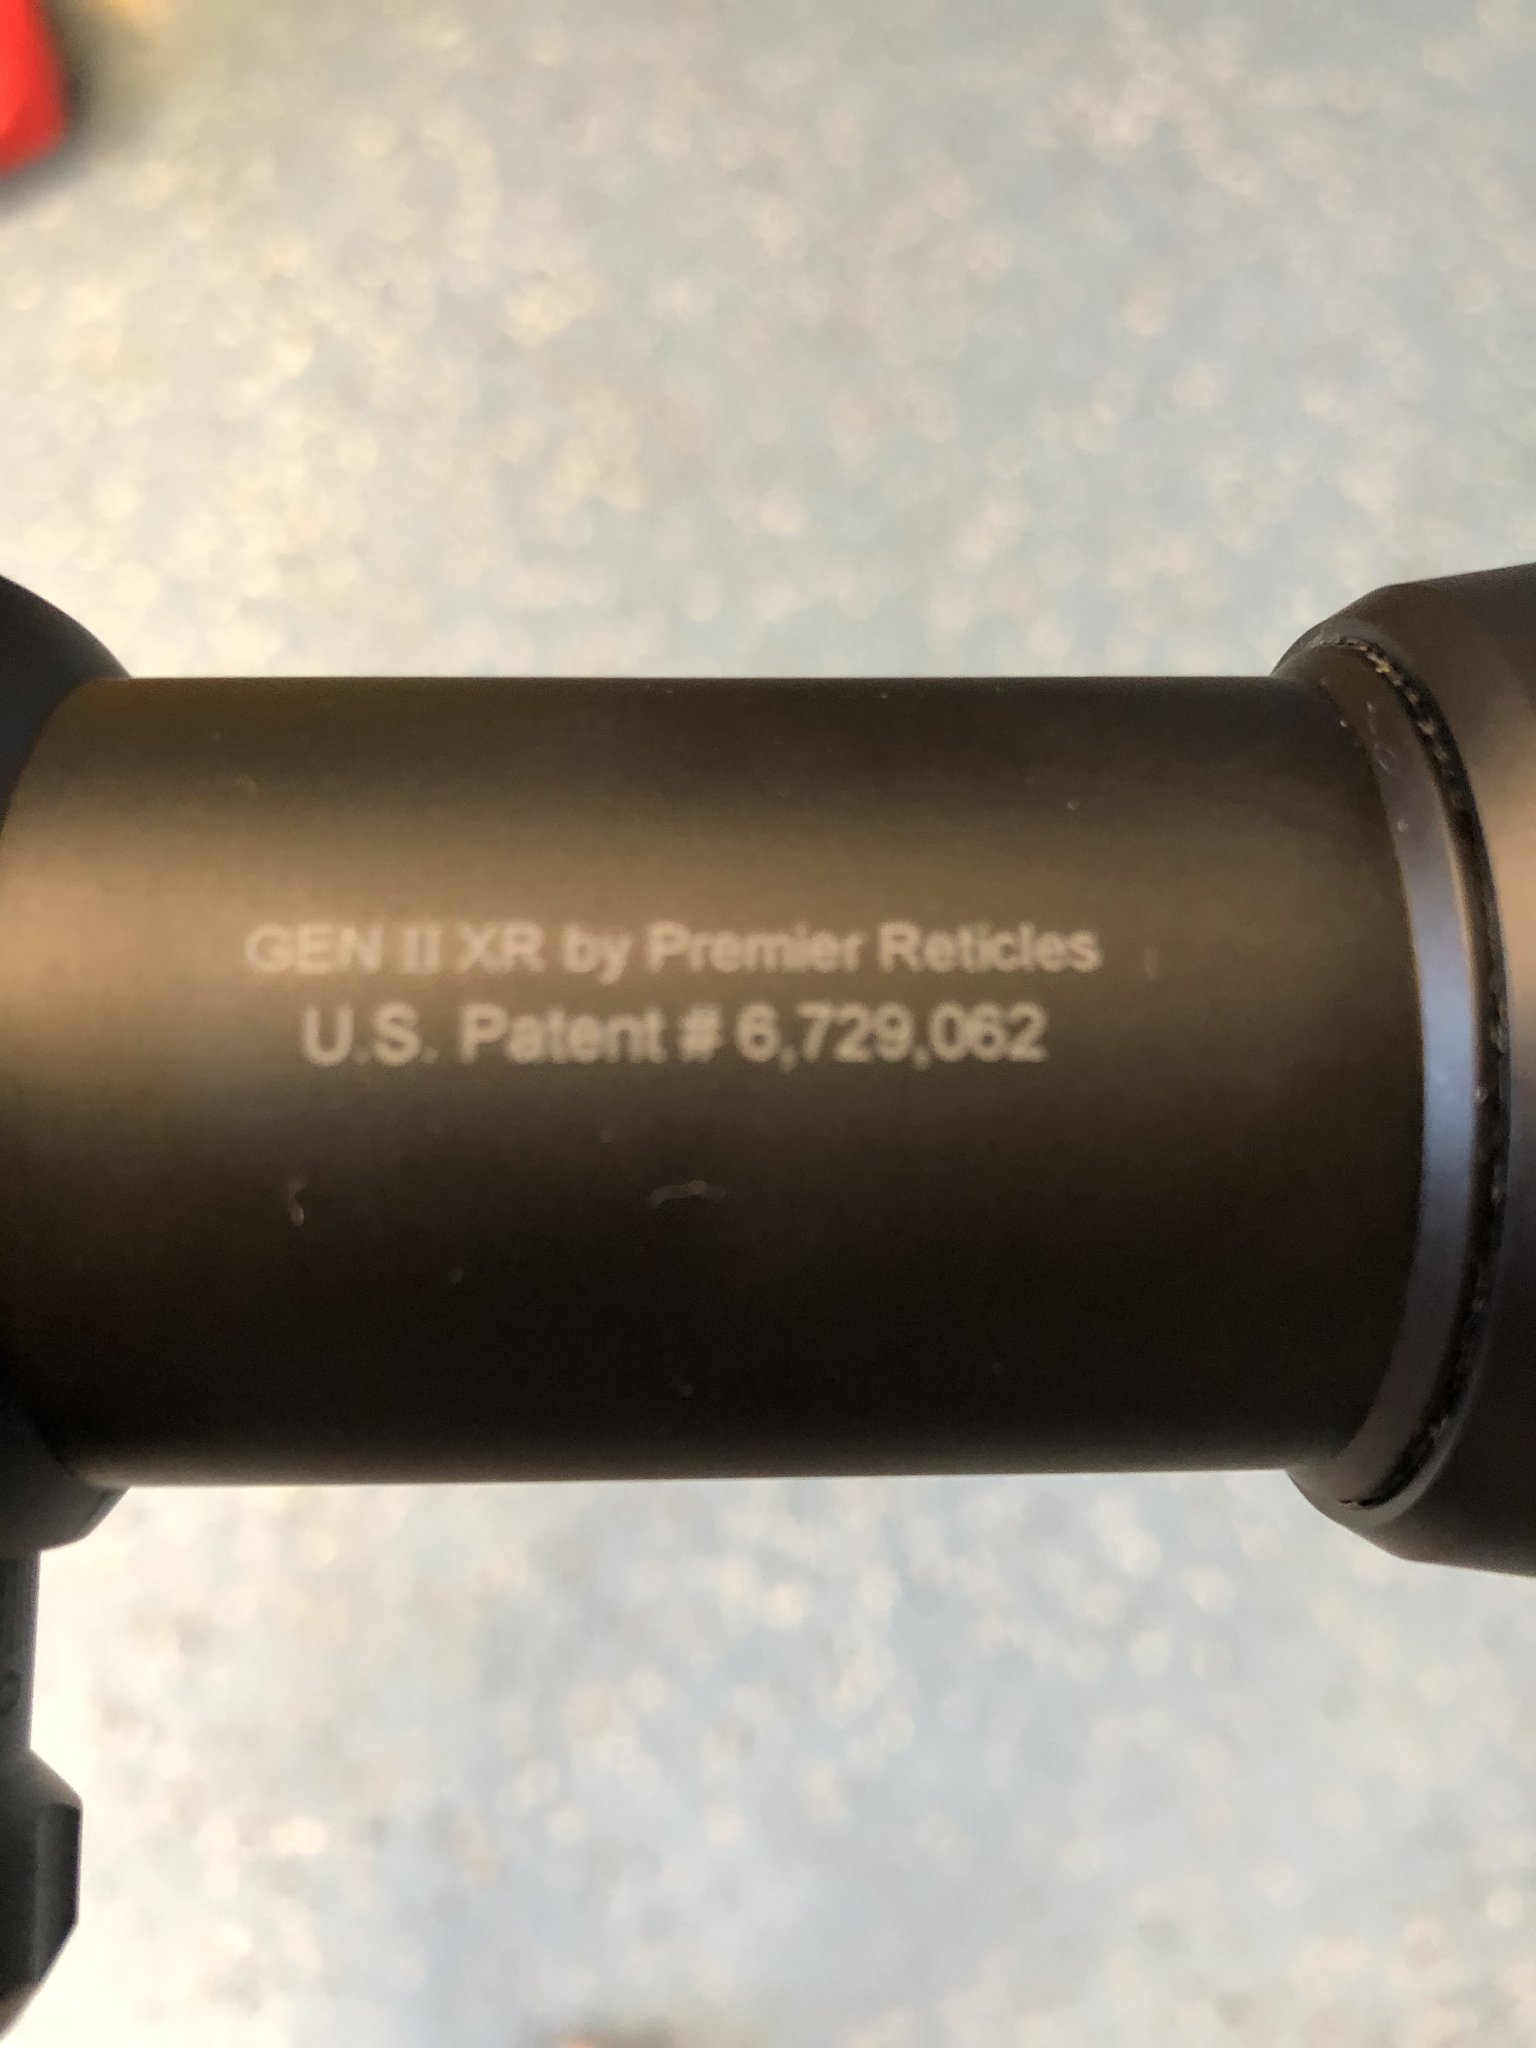 GEN II XR by Premier Reticles
U.S. Patent # 6,729,062